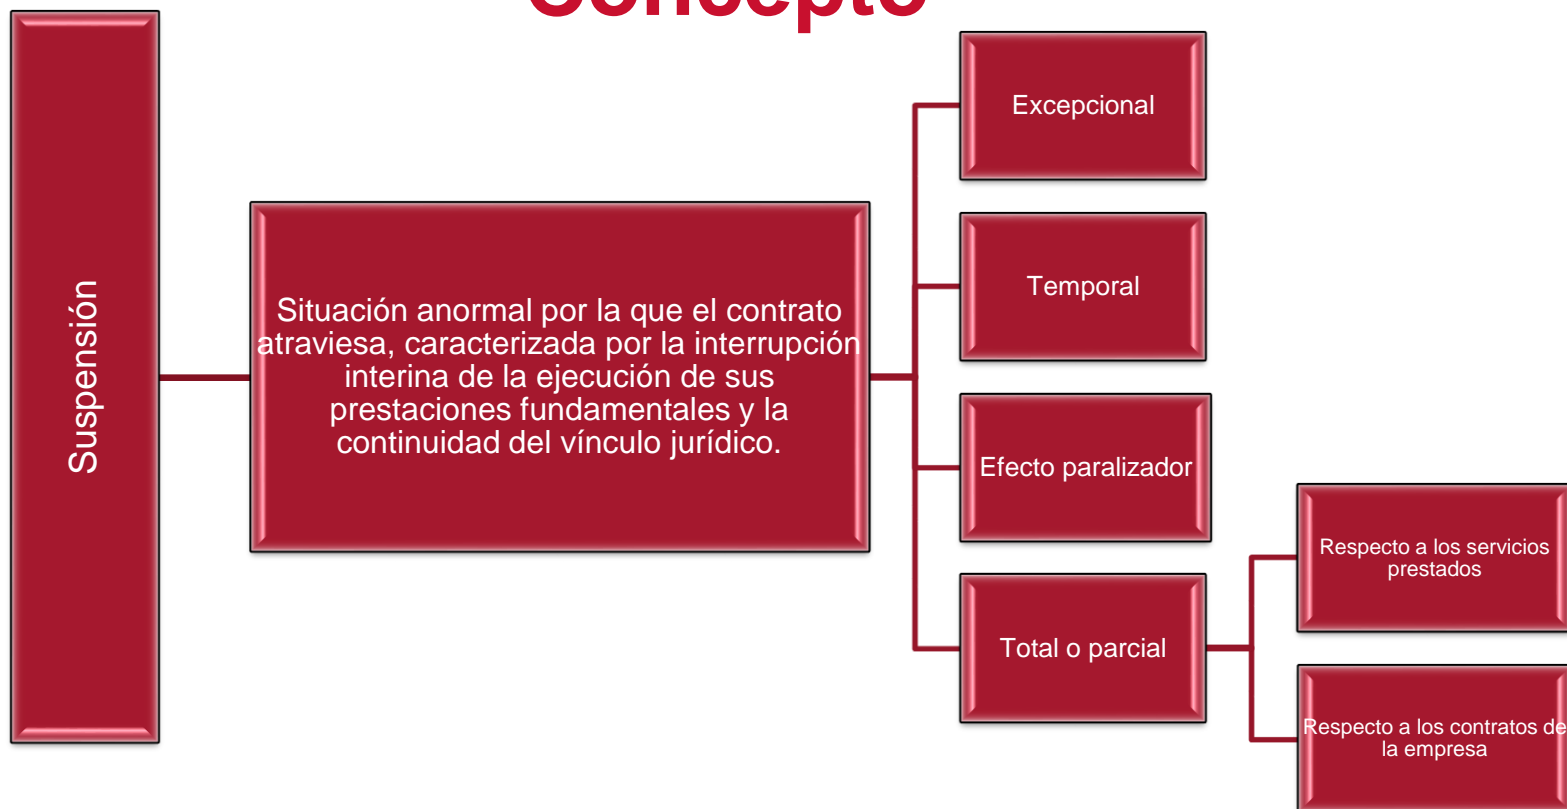 Concepto
Suspensión
Situación anormal por la que el contrato
atraviesa, caracterizada por la interrupción
interina de la ejecución de sus
prestaciones fundamentales y la
continuidad del vínculo jurídico.
Excepcional
Temporal
Efecto paralizador
Total o parcial
Respecto a los servicios
prestados
Respecto a los contratos de
la empresa